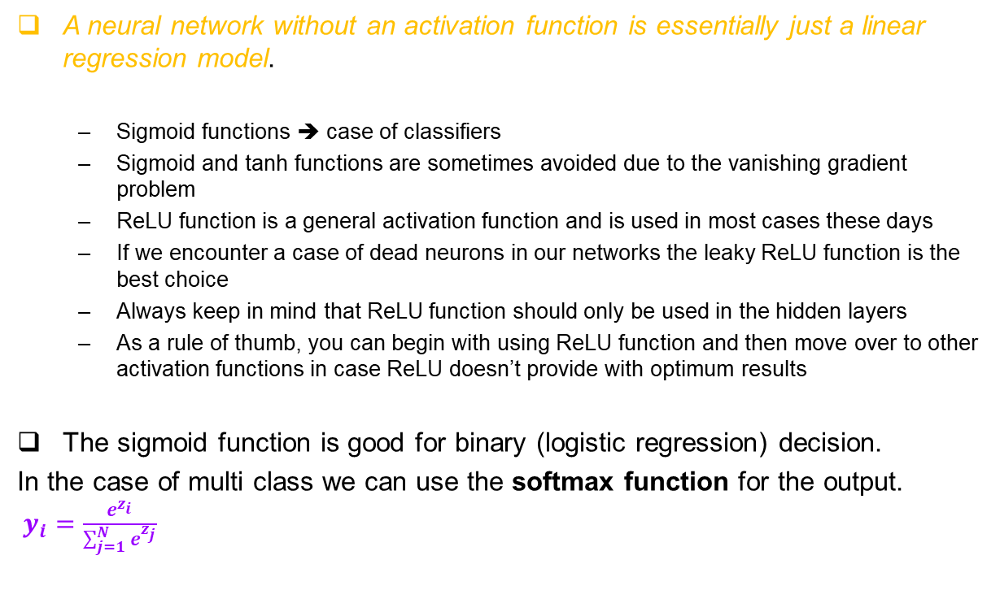 ❑ A neural network without an activation function is essentially just a linear
regression model.
– Sigmoid functions ➔ case of classifiers
– Sigmoid and tanh functions are sometimes avoided due to the vanishing gradient
problem
– ReLU function is a general activation function and is used in most cases these days
– If we encounter a case of dead neurons in our networks the leaky ReLU function is the
best choice
– Always keep in mind that ReLU function should only be used in the hidden layers
– As a rule of thumb, you can begin with using ReLU function and then move over to other
activation functions in case ReLU doesn’t provide with optimum results
❑ The sigmoid function is good for binary (logistic regression) decision.
In the case of multi class we can use the softmax function for the output.
y_i = e^{z_i} / ∑_{j=1}^{N} e^{z_j}